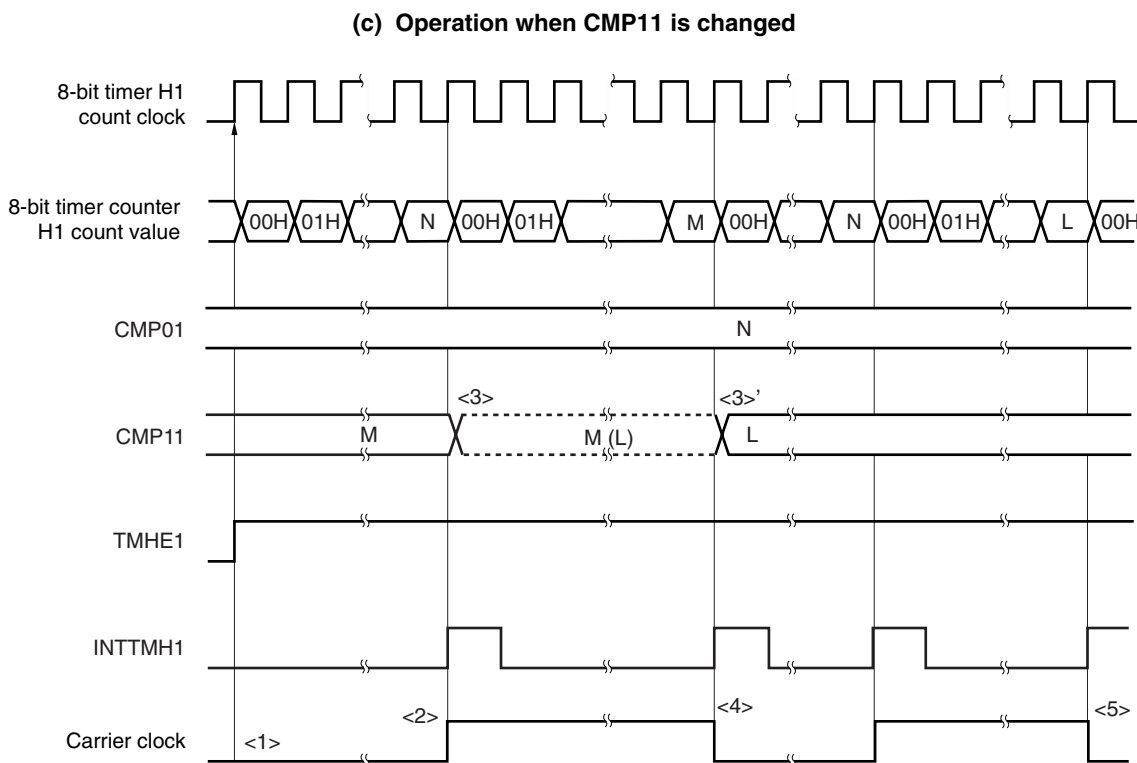 (c) Operation when CMP11 is changed
8-bit timer H1
count clock
8-bit timer counter
H1 count value
00H 01H N 00H 01H M 00H N 00H 01H L 00H
CMP01
N
<3> <3>’
CMP11
M M (L) L
TMHE1
INTTMH1
<2> <4> <5>
Carrier clock
<1>